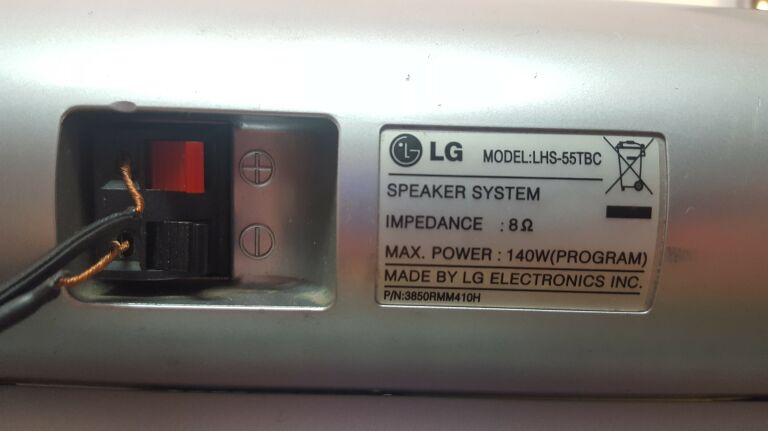 LG MODEL:LHS-55TBC
SPEAKER SYSTEM
IMPEDANCE : 8Ω
MAX. POWER : 140W(PROGRAM)
MADE BY LG ELECTRONICS INC.
P/N:3850RMM410H
+
-